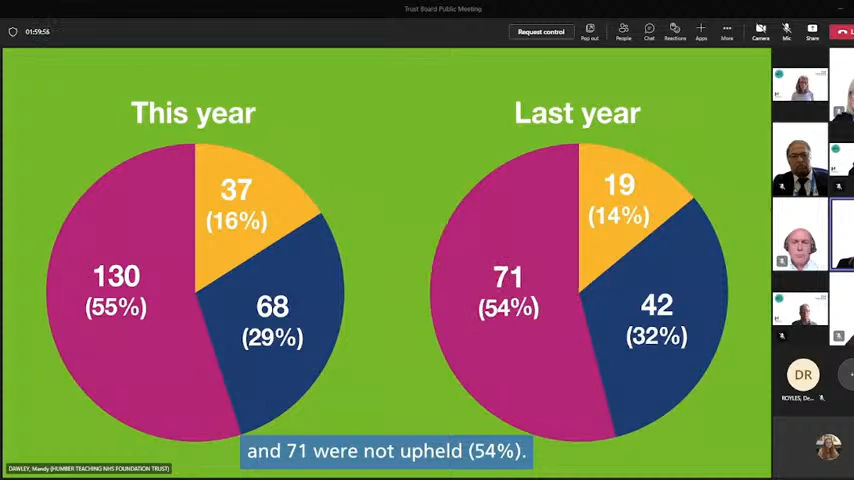 Trust Board Public Meeting
01:59:56
Request control
Pop out
People
Chat
Reactions
Apps
More
Camera
Mic
Share
This year
Last year
37
(16%)
130
(55%)
68
(29%)
19
(14%)
71
(54%)
42
(32%)
and 71 were not upheld (54%).
DAWLEY, Mandy (HUMBER TEACHING NHS FOUNDATION TRUST)
DR
ROYLES, De...